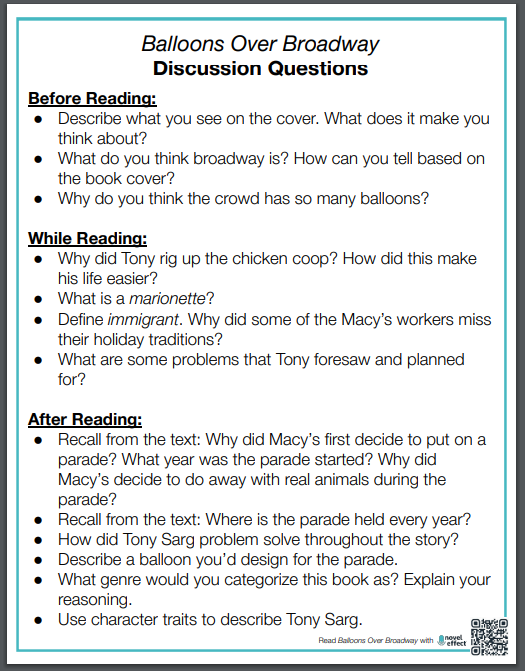 Balloons Over Broadway
Discussion Questions
Before Reading:
● Describe what you see on the cover. What does it make you
think about?
● What do you think broadway is? How can you tell based on
the book cover?
● Why do you think the crowd has so many balloons?
While Reading:
● Why did Tony rig up the chicken coop? How did this make
his life easier?
● What is a marionette?
● Define immigrant. Why did some of the Macy's workers miss
their holiday traditions?
● What are some problems that Tony foresaw and planned
for?
After Reading:
● Recall from the text: Why did Macy's first decide to put on a
parade? What year was the parade started? Why did
Macy's decide to do away with real animals during the
parade?
● Recall from the text: Where is the parade held every year?
● How did Tony Sarg problem solve throughout the story?
● Describe a balloon you'd design for the parade.
● What genre would you categorize this book as? Explain your
reasoning.
● Use character traits to describe Tony Sarg.
Read Balloons Over Broadway with novel effect